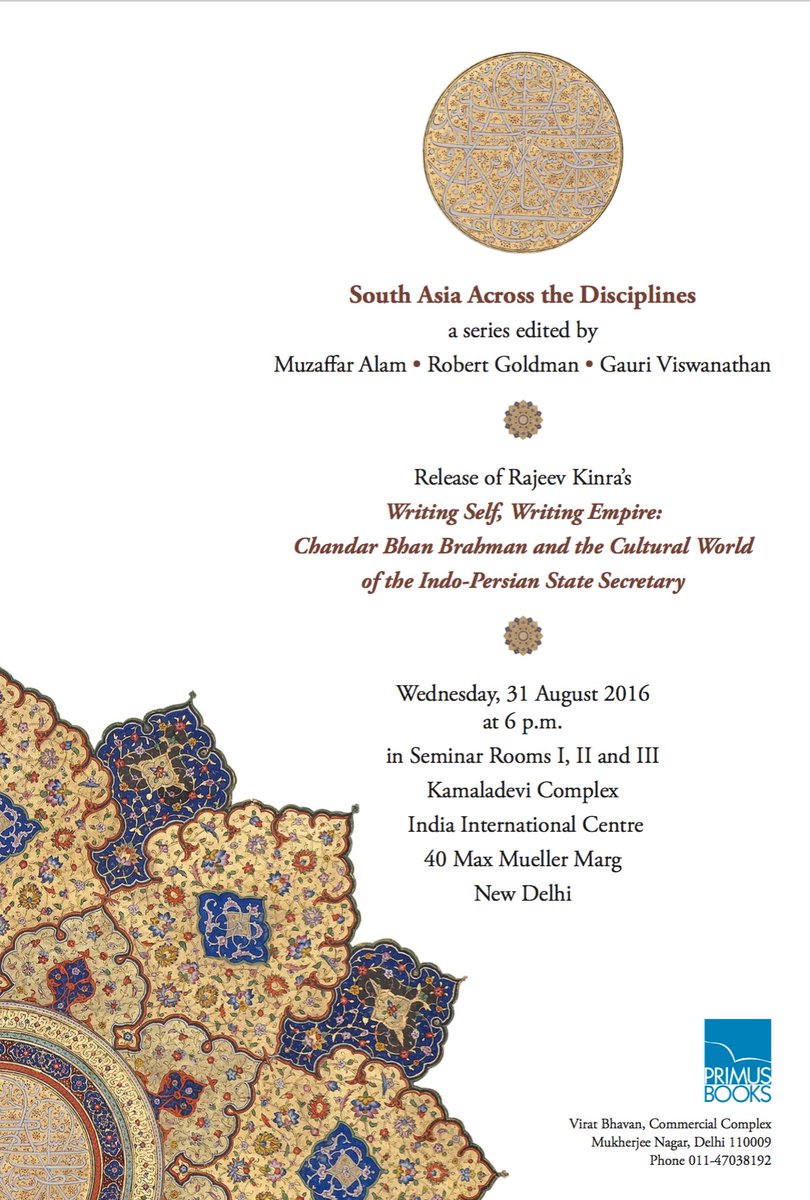 South Asia Across the Disciplines
a series edited by
Muzaffar Alam • Robert Goldman • Gauri Viswanathan
Release of Rajeev Kinra’s
Writing Self, Writing Empire:
Chandar Bhan Brahman and the Cultural World
of the Indo-Persian State Secretary
Wednesday, 31 August 2016
at 6 p.m.
in Seminar Rooms I, II and III
Kamaladevi Complex
India International Centre
40 Max Mueller Marg
New Delhi
PRIMUS
BOOKS
Virat Bhavan, Commercial Complex
Mukherjee Nagar, Delhi 110009
Phone 011-47038192